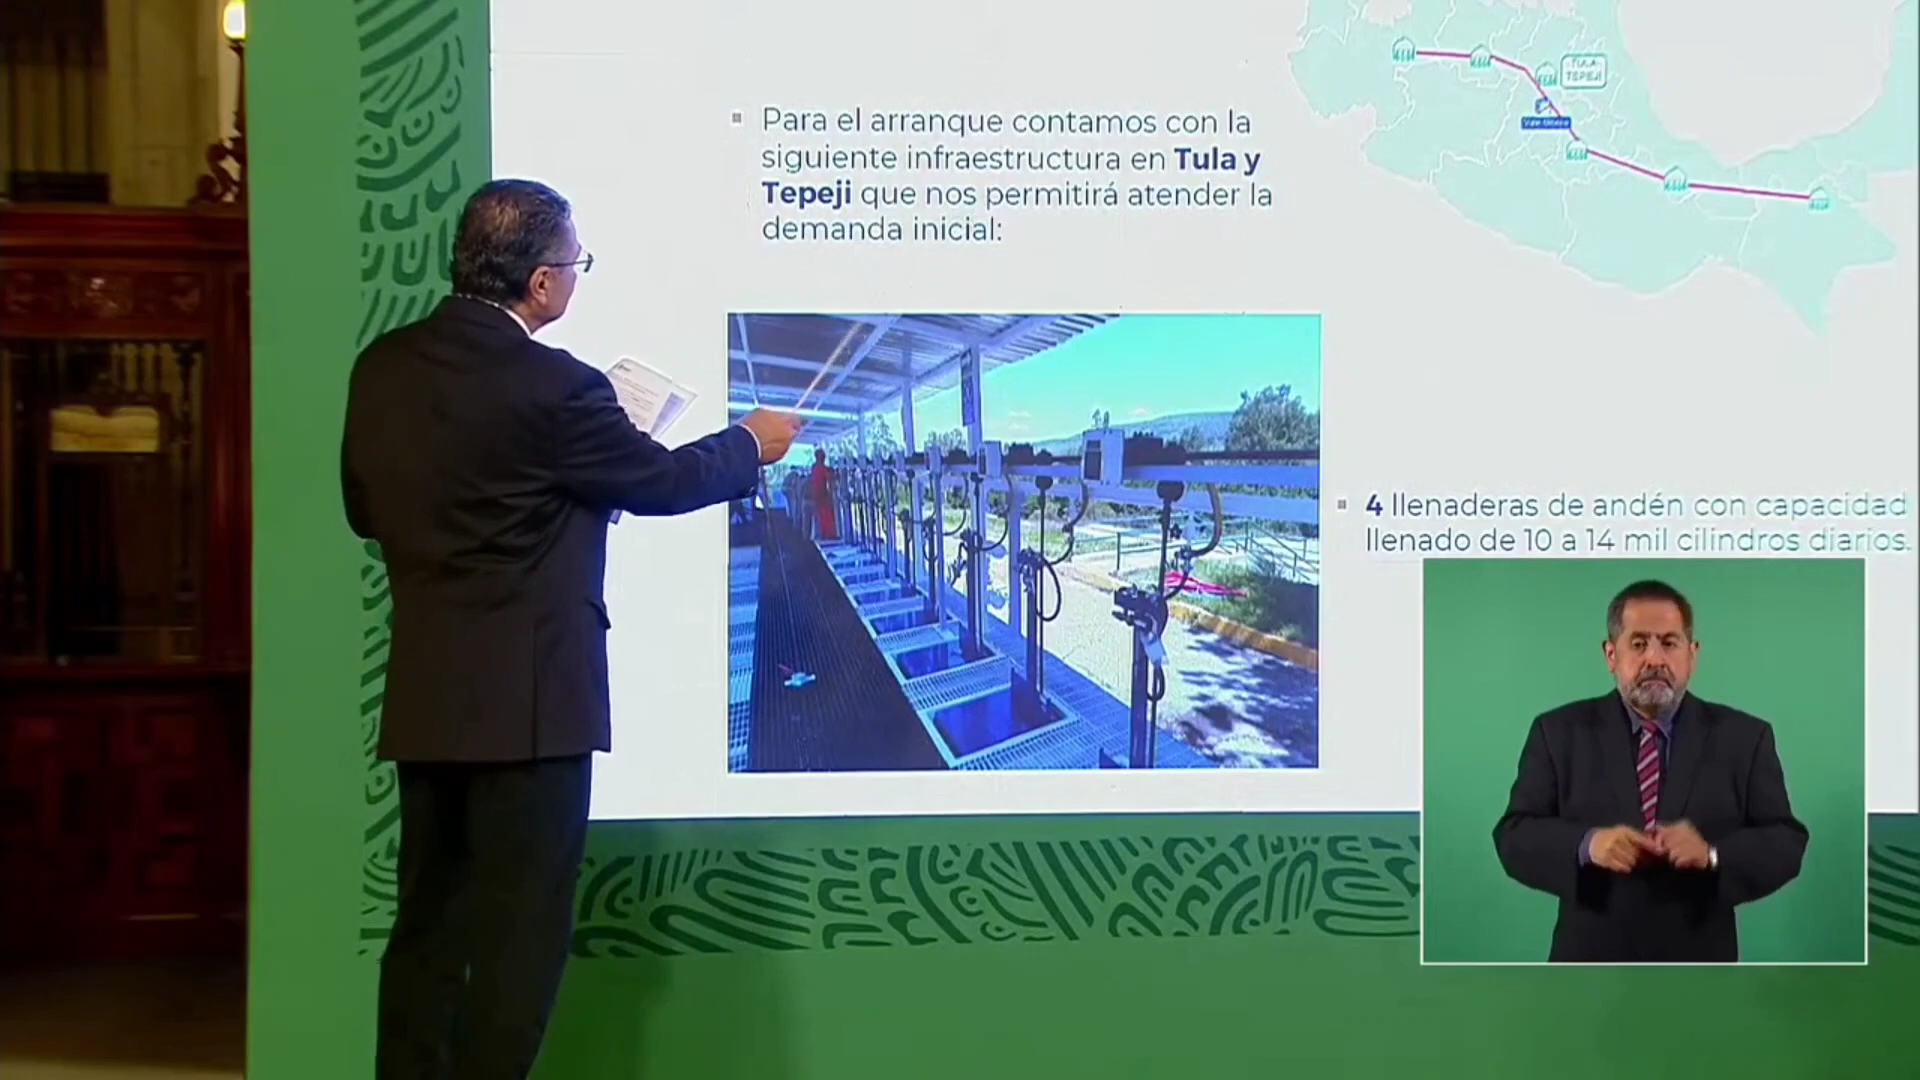 TULA
TEPEJI
Para el arranque contamos con la
siguiente infraestructura en Tula y
Tepeji que nos permitirá atender la
demanda inicial:
4 llenaderas de andén con capacidad
llenado de 10 a 14 mil cilindros diarios.